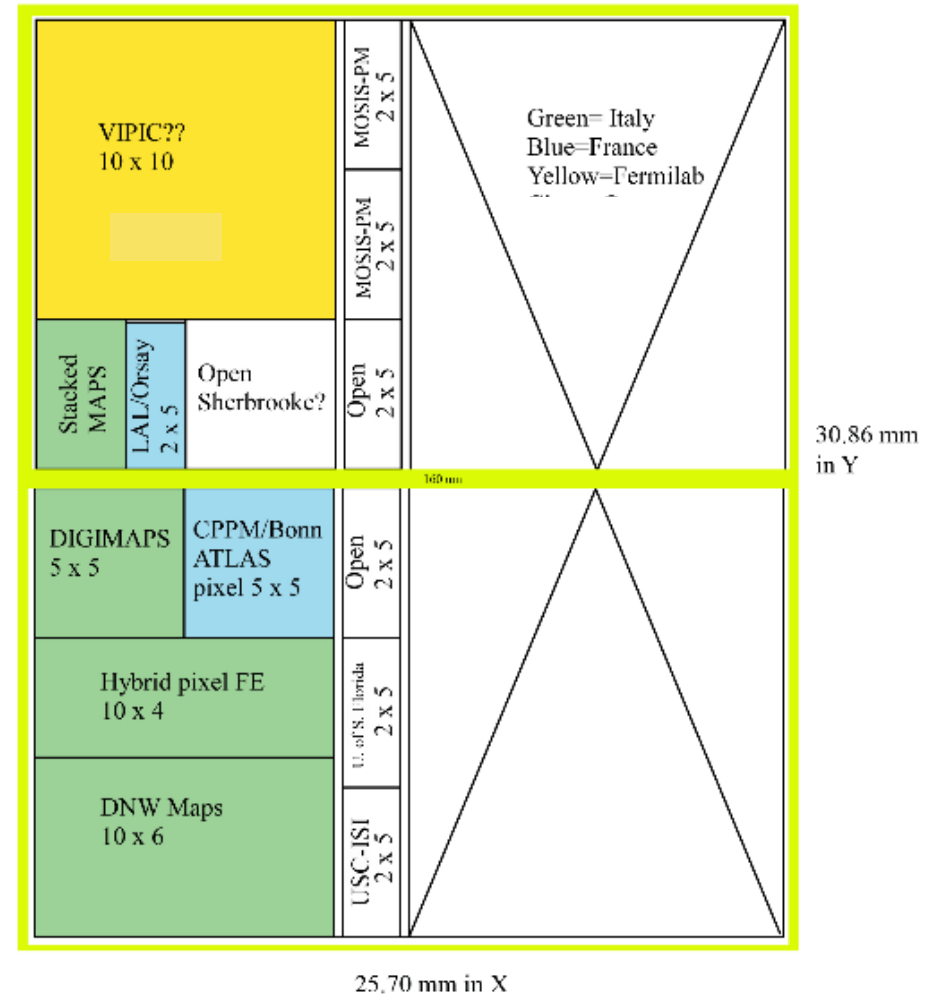 VIPIC??
10 x 10
MOSIS-PM
2 x 5
Green= Italy
Blue=France
Yellow=Fermilab
MOSIS-PM
2 x 5
Stacked
MAPS
LAL/Orsay
2 x 5
Open
Sherbrooke?
Open
2 x 5
30.86 mm
in Y
DIGIMAPS
5 x 5
CPPM/Bonn
ATLAS
pixel 5 x 5
Open
2 x 5
Hybrid pixel FE
10 x 4
U. of S. Florida
2 x 5
DNW Maps
10 x 6
USC-ISI
2 x 5
25.70 mm in X